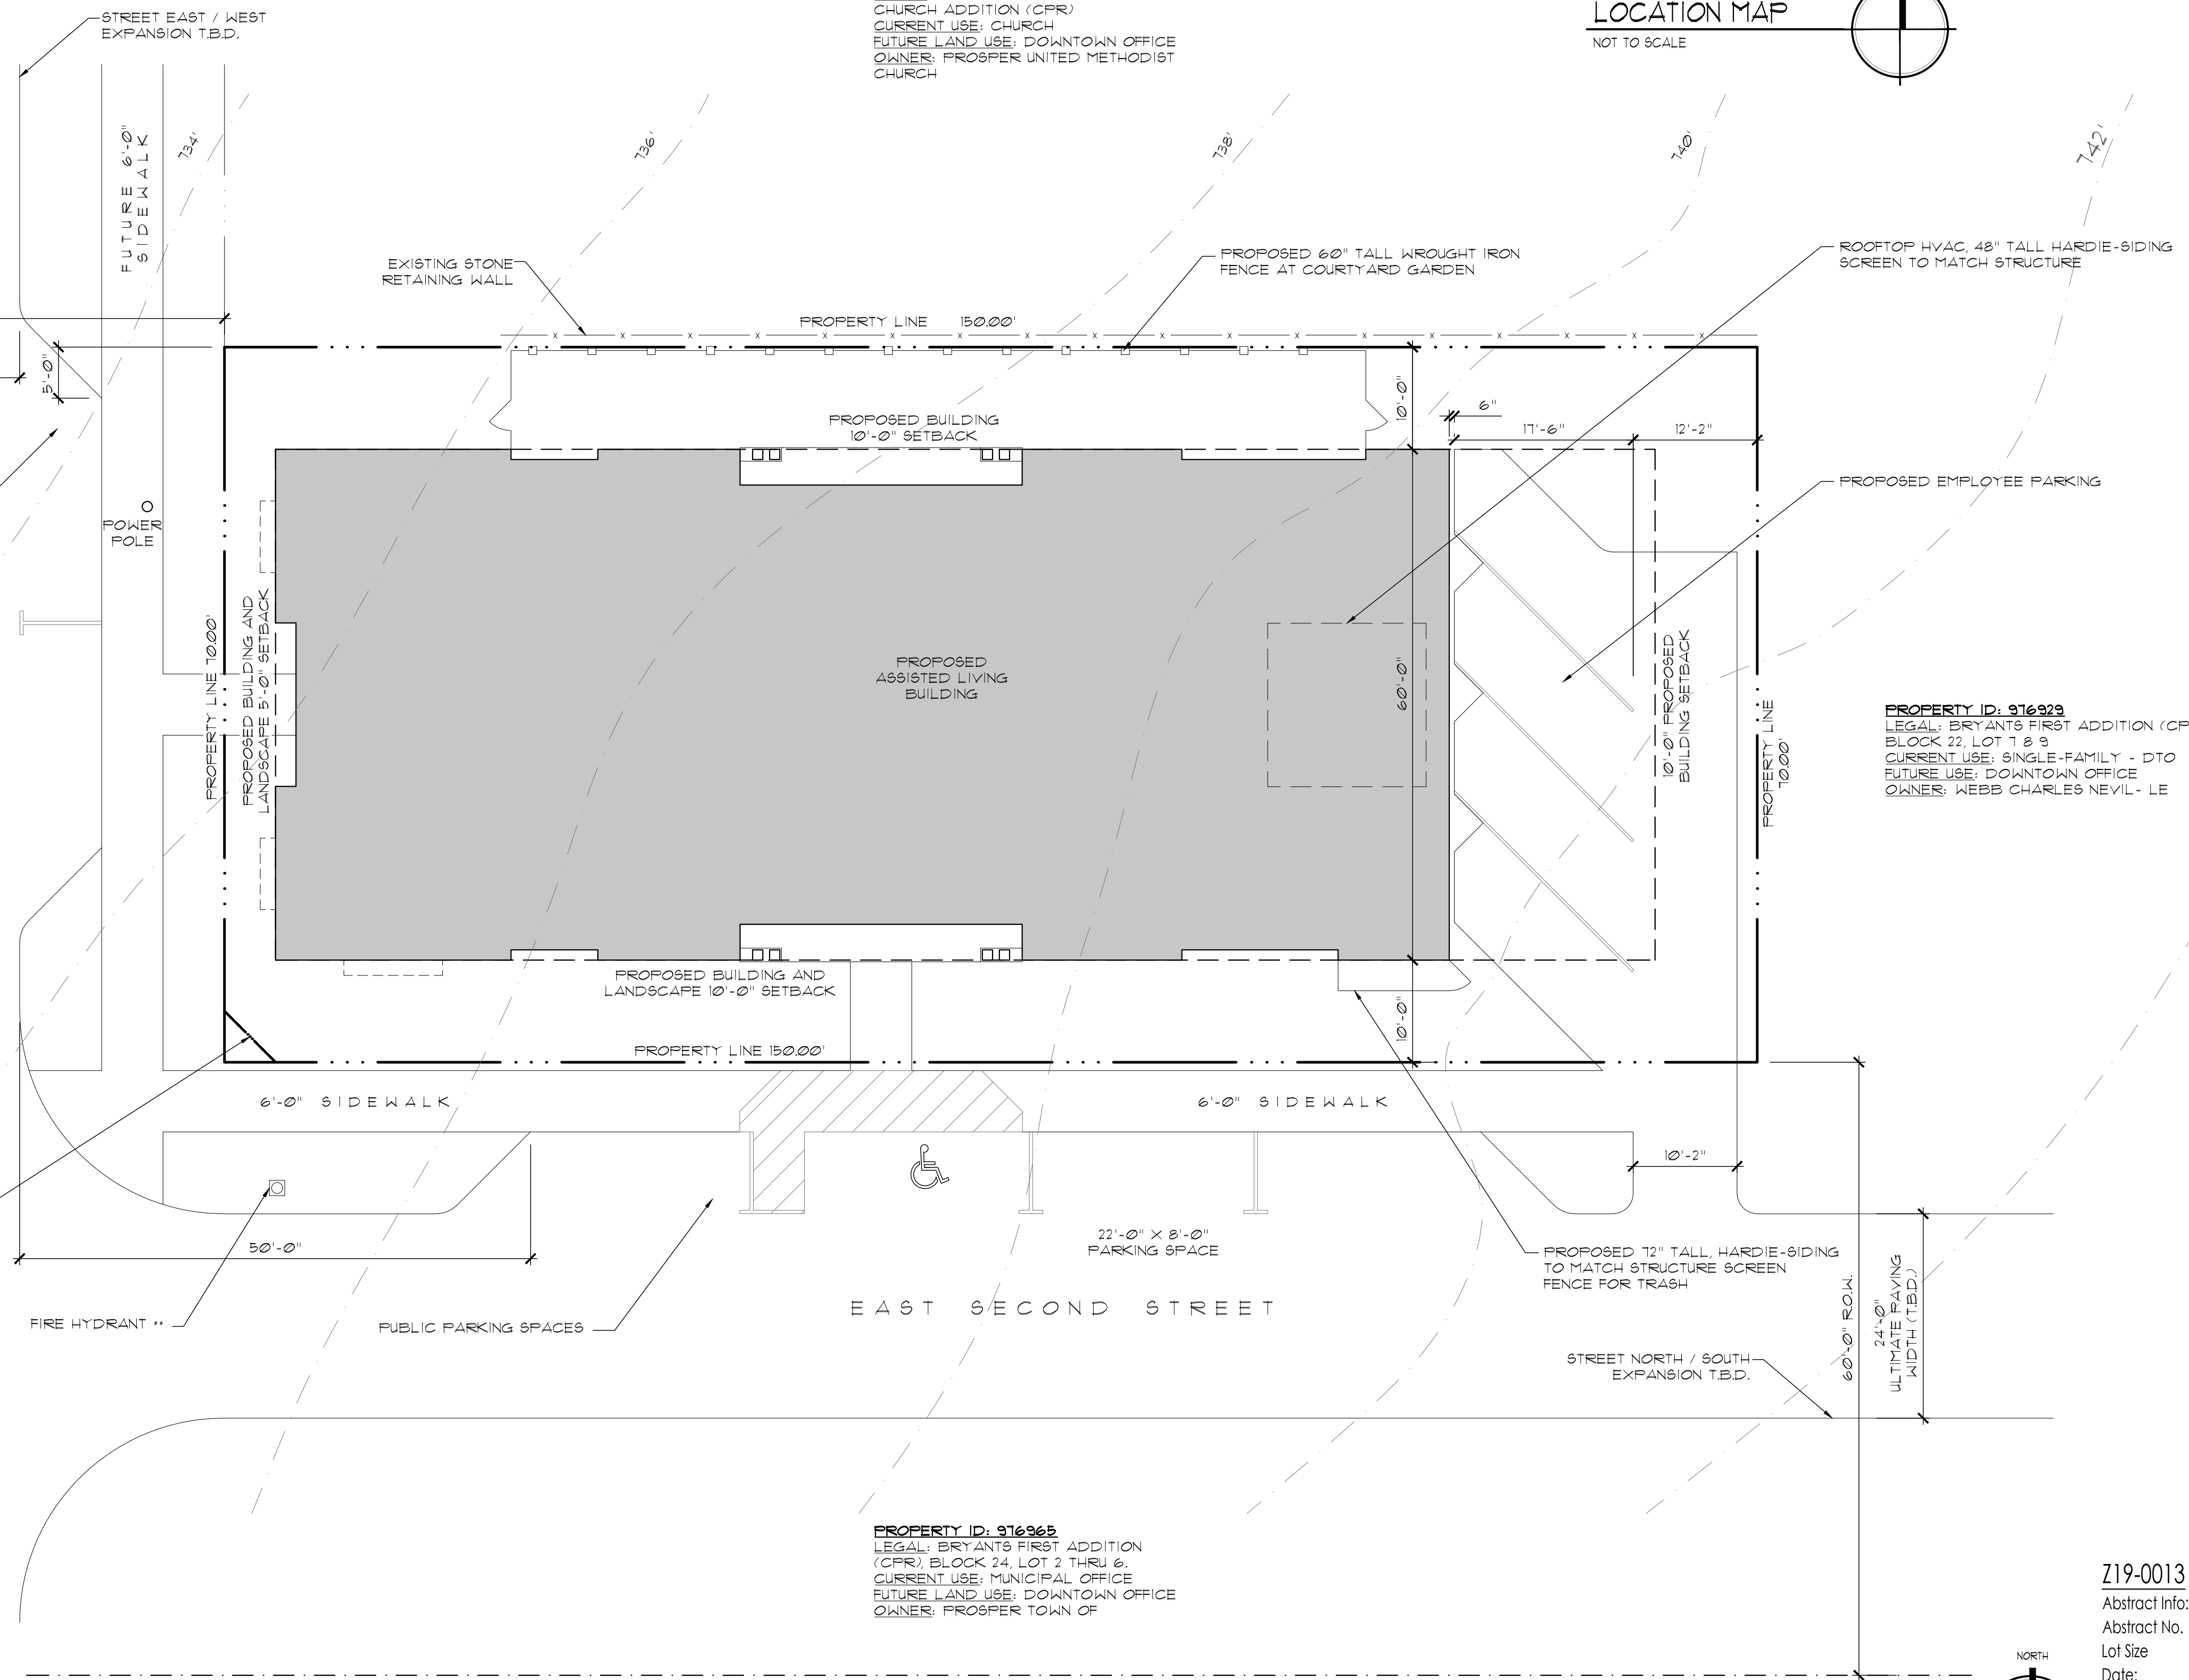 STREET EAST / WEST
EXPANSION T.B.D.
CHURCH ADDITION (CPR)
CURRENT USE: CHURCH
FUTURE LAND USE: DOWNTOWN OFFICE
OWNER: PROSPER UNITED METHODIST
CHURCH
LOCATION MAP
NOT TO SCALE
FUTURE 6'-0"
SIDEWALK
734'
736'
738'
740'
742'
EXISTING STONE
RETAINING WALL
PROPOSED 60" TALL WROUGHT IRON
FENCE AT COURTYARD GARDEN
ROOFTOP HVAC, 48" TALL HARDIE-SIDING
SCREEN TO MATCH STRUCTURE
PROPERTY LINE 150.00'
5'-0"
10'-0"
6"
17'-6"
12'-2"
PROPOSED BUILDING
10'-0" SETBACK
PROPOSED EMPLOYEE PARKING
POWER
POLE
PROPERTY LINE 70.00'
PROPOSED BUILDING AND
LANDSCAPE 5'-0" SETBACK
PROPOSED
ASSISTED LIVING
BUILDING
60'-0"
10'-0" PROPOSED
BUILDING SETBACK
PROPERTY LINE
70.00'
PROPERTY ID: 976929
LEGAL: BRYANTS FIRST ADDITION (CP
BLOCK 22, LOT 7 8 9
CURRENT USE: SINGLE-FAMILY - DTO
FUTURE USE: DOWNTOWN OFFICE
OWNER: WEBB CHARLES NEVIL- LE
PROPOSED BUILDING AND
LANDSCAPE 10'-0" SETBACK
10'-0"
PROPERTY LINE 150.00'
6'-0" SIDEWALK
6'-0" SIDEWALK
10'-2"
22'-0" X 8'-0"
PARKING SPACE
50'-0"
PROPOSED 72" TALL, HARDIE-SIDING
TO MATCH STRUCTURE SCREEN
FENCE FOR TRASH
EAST SECOND STREET
FIRE HYDRANT **
PUBLIC PARKING SPACES
60'-0" R.O.W.
24'-0"
ULTIMATE PAVING
WIDTH (T.B.D.)
STREET NORTH / SOUTH
EXPANSION T.B.D.
PROPERTY ID: 976965
LEGAL: BRYANTS FIRST ADDITION
(CPR), BLOCK 24, LOT 2 THRU 6.
CURRENT USE: MUNICIPAL OFFICE
FUTURE LAND USE: DOWNTOWN OFFICE
OWNER: PROSPER TOWN OF
Z19-0013
Abstract Info:
Abstract No.
Lot Size
Date:
NORTH